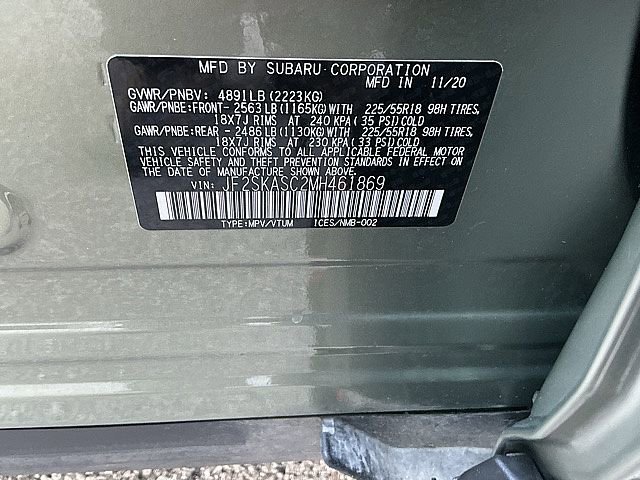 MFD BY SUBARU CORPORATION
MFD IN 11/20
GVWR/PNBV: 4891LB(2223KG)
GAWR/PNBE:FRONT- 2563LB(1165KG)WITH 225/55R18 98H TIRES,
18X7J RIMS AT 240 KPA( 35 PSI)COLD
GAWR/PNBE:REAR - 2486LB(1130KG)WITH 225/55R18 98H TIRES,
18X7J RIMS AT 230 KPA( 33 PSI)COLD
THIS VEHICLE CONFORMS TO ALL APPLICABLE FEDERAL MOTOR
VEHICLE SAFETY AND THEFT PREVENTION STANDARDS IN EFFECT ON
THE DATE OF MANUFACTURE SHOWN ABOVE.
VIN: JF2SKASC2MH461869
TYPE:MPV/VTUM ICES/NMB-002